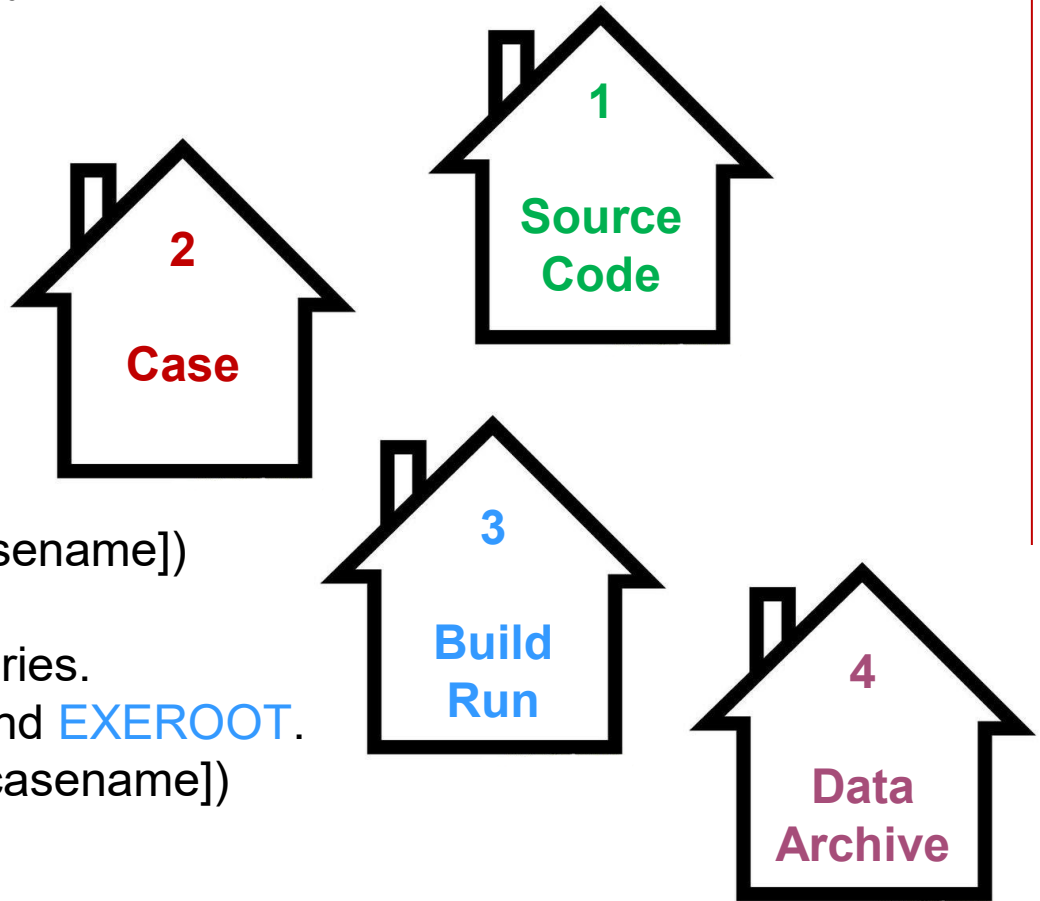 1
Source
Code
2
Case
sename])
3
Build
Run
ries.
nd EXEROOT.
casename])
4
Data
Archive